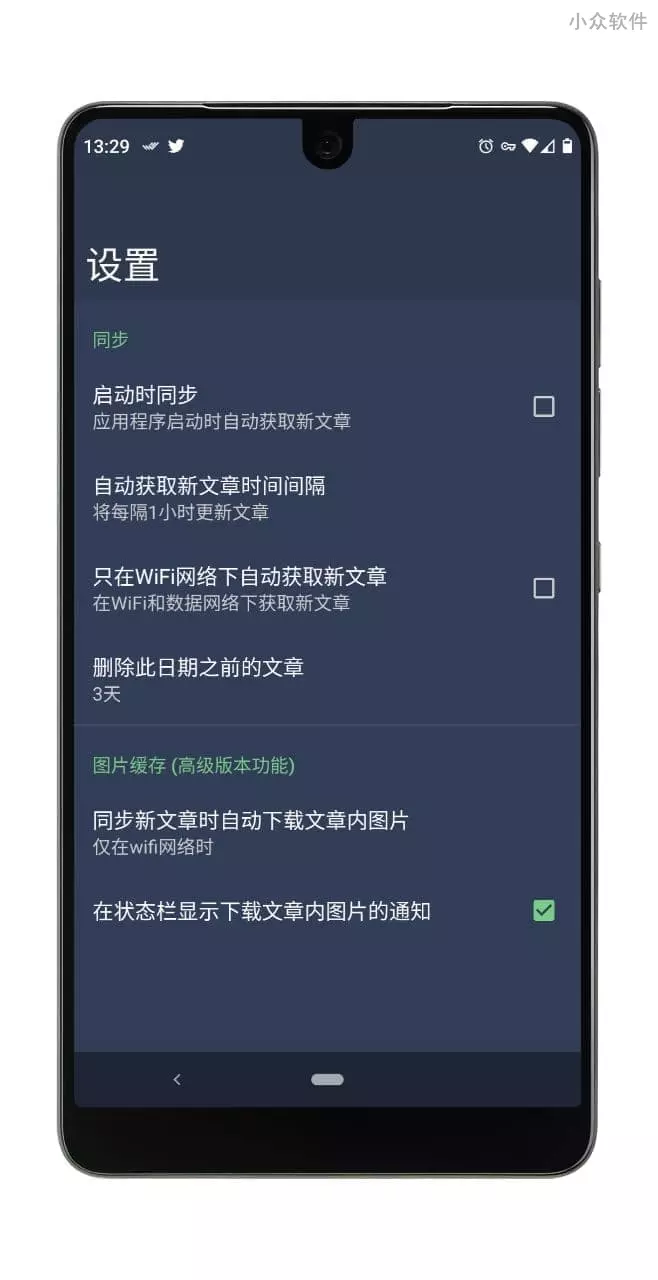 小众软件
13:29
设置
同步
启动时同步
应用程序启动时自动获取新文章
自动获取新文章时间间隔
将每隔1小时更新文章
只在WiFi网络下自动获取新文章
在WiFi和数据网络下获取新文章
删除此日期之前的文章
3天
图片缓存 (高级版本功能)
同步新文章时自动下载文章内图片
仅在wifi网络时
在状态栏显示下载文章内图片的通知